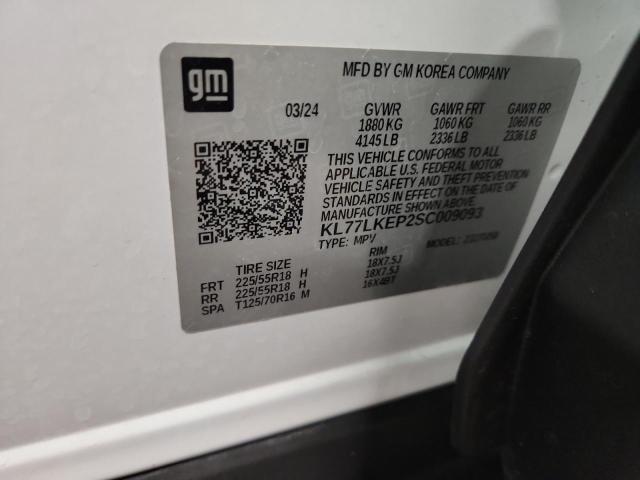 gm
MFD BY GM KOREA COMPANY
03/24 GVWR GAWR FRT GAWR RR
1880 KG 1060 KG 1060 KG
4145 LB 2336 LB 2336 LB
THIS VEHICLE CONFORMS TO ALL
APPLICABLE U.S. FEDERAL MOTOR
VEHICLE SAFETY AND THEFT PREVENTION
STANDARDS IN EFFECT ON THE DATE OF
MANUFACTURE SHOWN ABOVE.
KL77LKEP2SC009093
TYPE: MPV MODEL:
TIRE SIZE RIM
FRT 225/55R18 H 18X7.5J
RR 225/55R18 H 18X7.5J
SPA T125/70R16 M 16X4BT